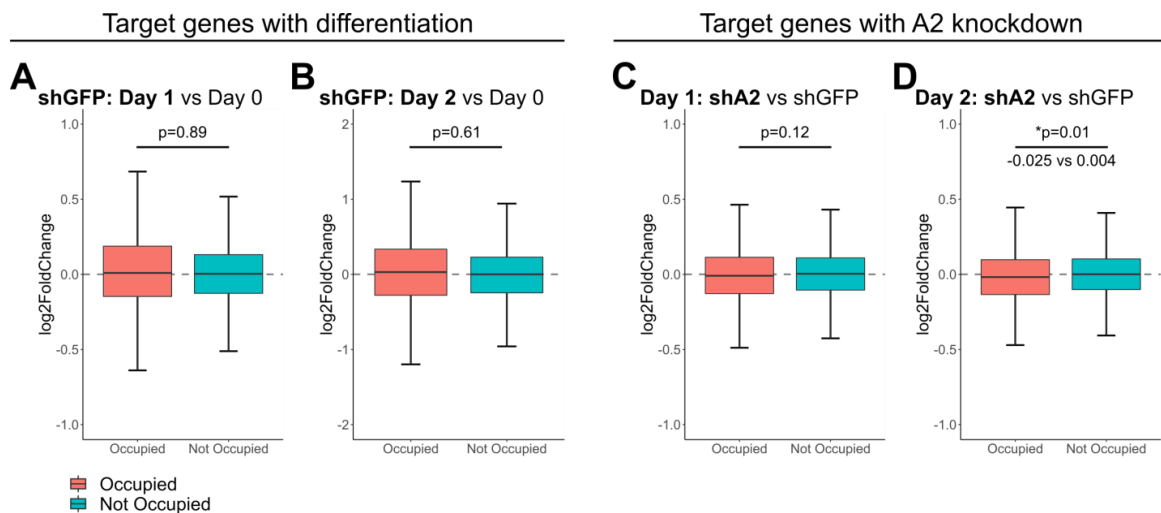 Target genes with differentiation
Target genes with A2 knockdown
A
shGFP: Day 1 vs Day 0
p=0.89
log2FoldChange
1.0
0.5
0.0
-0.5
-1.0
Occupied
Not Occupied
B
shGFP: Day 2 vs Day 0
p=0.61
log2FoldChange
2
1
0
-1
-2
Occupied
Not Occupied
C
Day 1: shA2 vs shGFP
p=0.12
log2FoldChange
1.0
0.5
0.0
-0.5
-1.0
Occupied
Not Occupied
D
Day 2: shA2 vs shGFP
*p=0.01
-0.025 vs 0.004
log2FoldChange
1.0
0.5
0.0
-0.5
-1.0
Occupied
Not Occupied
Occupied
Not Occupied